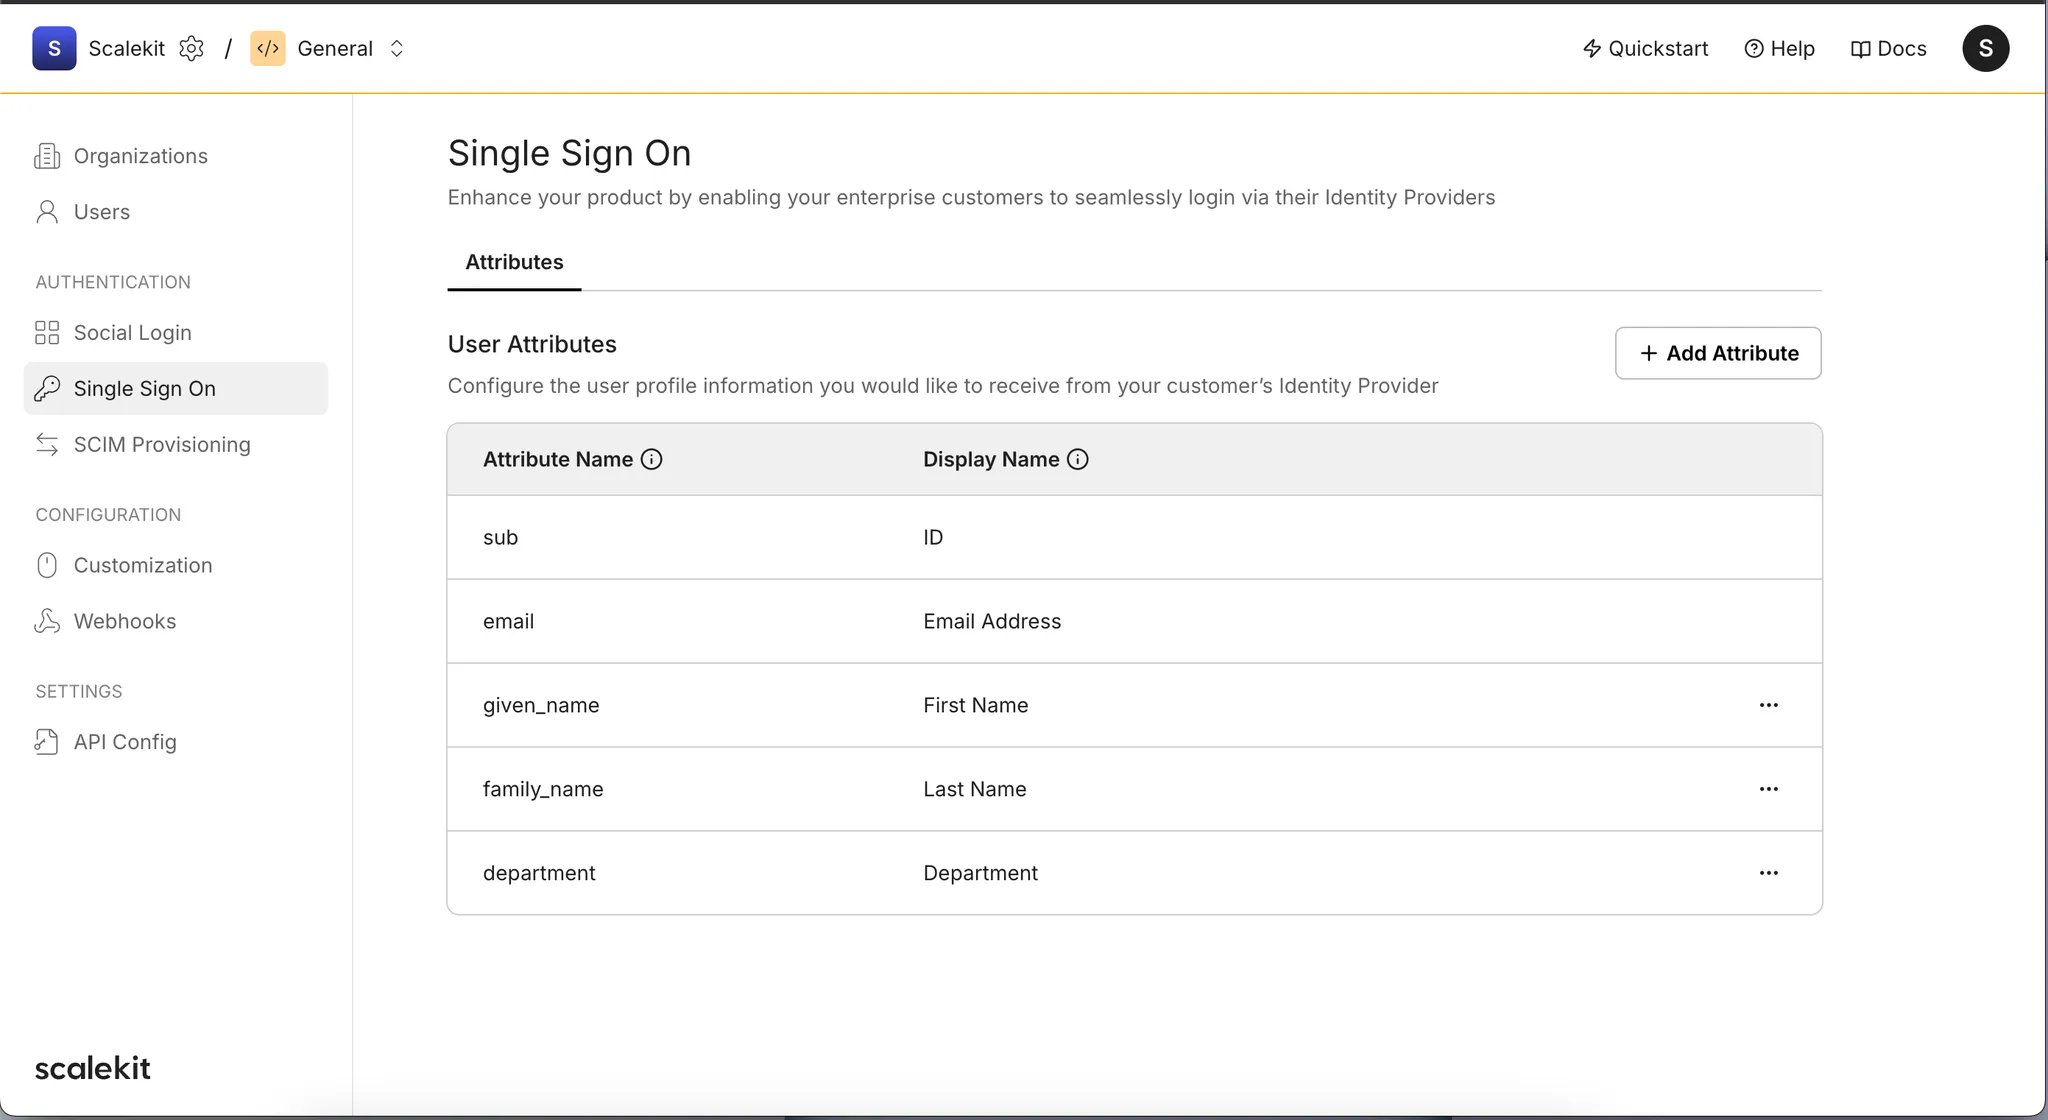 S Scalekit / </> General
Quickstart Help Docs S
Organizations
Users
AUTHENTICATION
Social Login
Single Sign On
SCIM Provisioning
CONFIGURATION
Customization
Webhooks
SETTINGS
API Config
scalekit
Single Sign On
Enhance your product by enabling your enterprise customers to seamlessly login via their Identity Providers
Attributes
User Attributes
Configure the user profile information you would like to receive from your customer’s Identity Provider
+ Add Attribute
Attribute Name Display Name
sub ID
email Email Address
given_name First Name
family_name Last Name
department Department